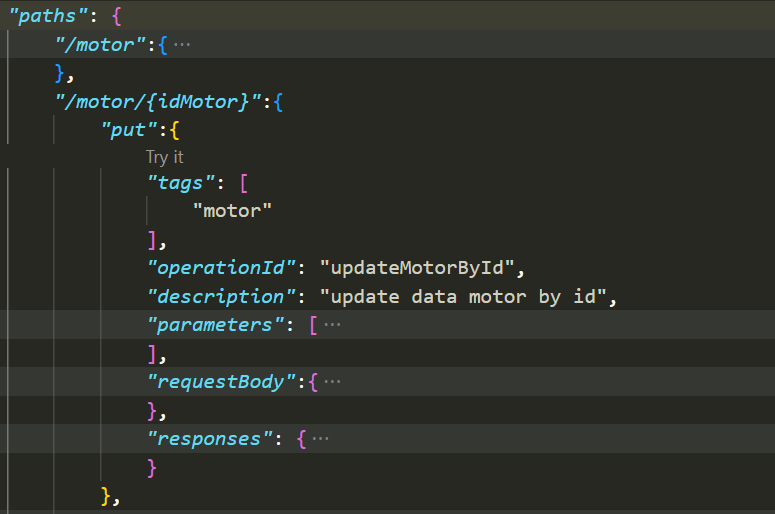 "paths": {
"/motor":{ ···
},
"/motor/{idMotor}":{
"put":{
Try it
"tags": [
"motor"
],
"operationId": "updateMotorById",
"description": "update data motor by id",
"parameters": [ ···
],
"requestBody":{ ···
},
"responses": { ···
}
},